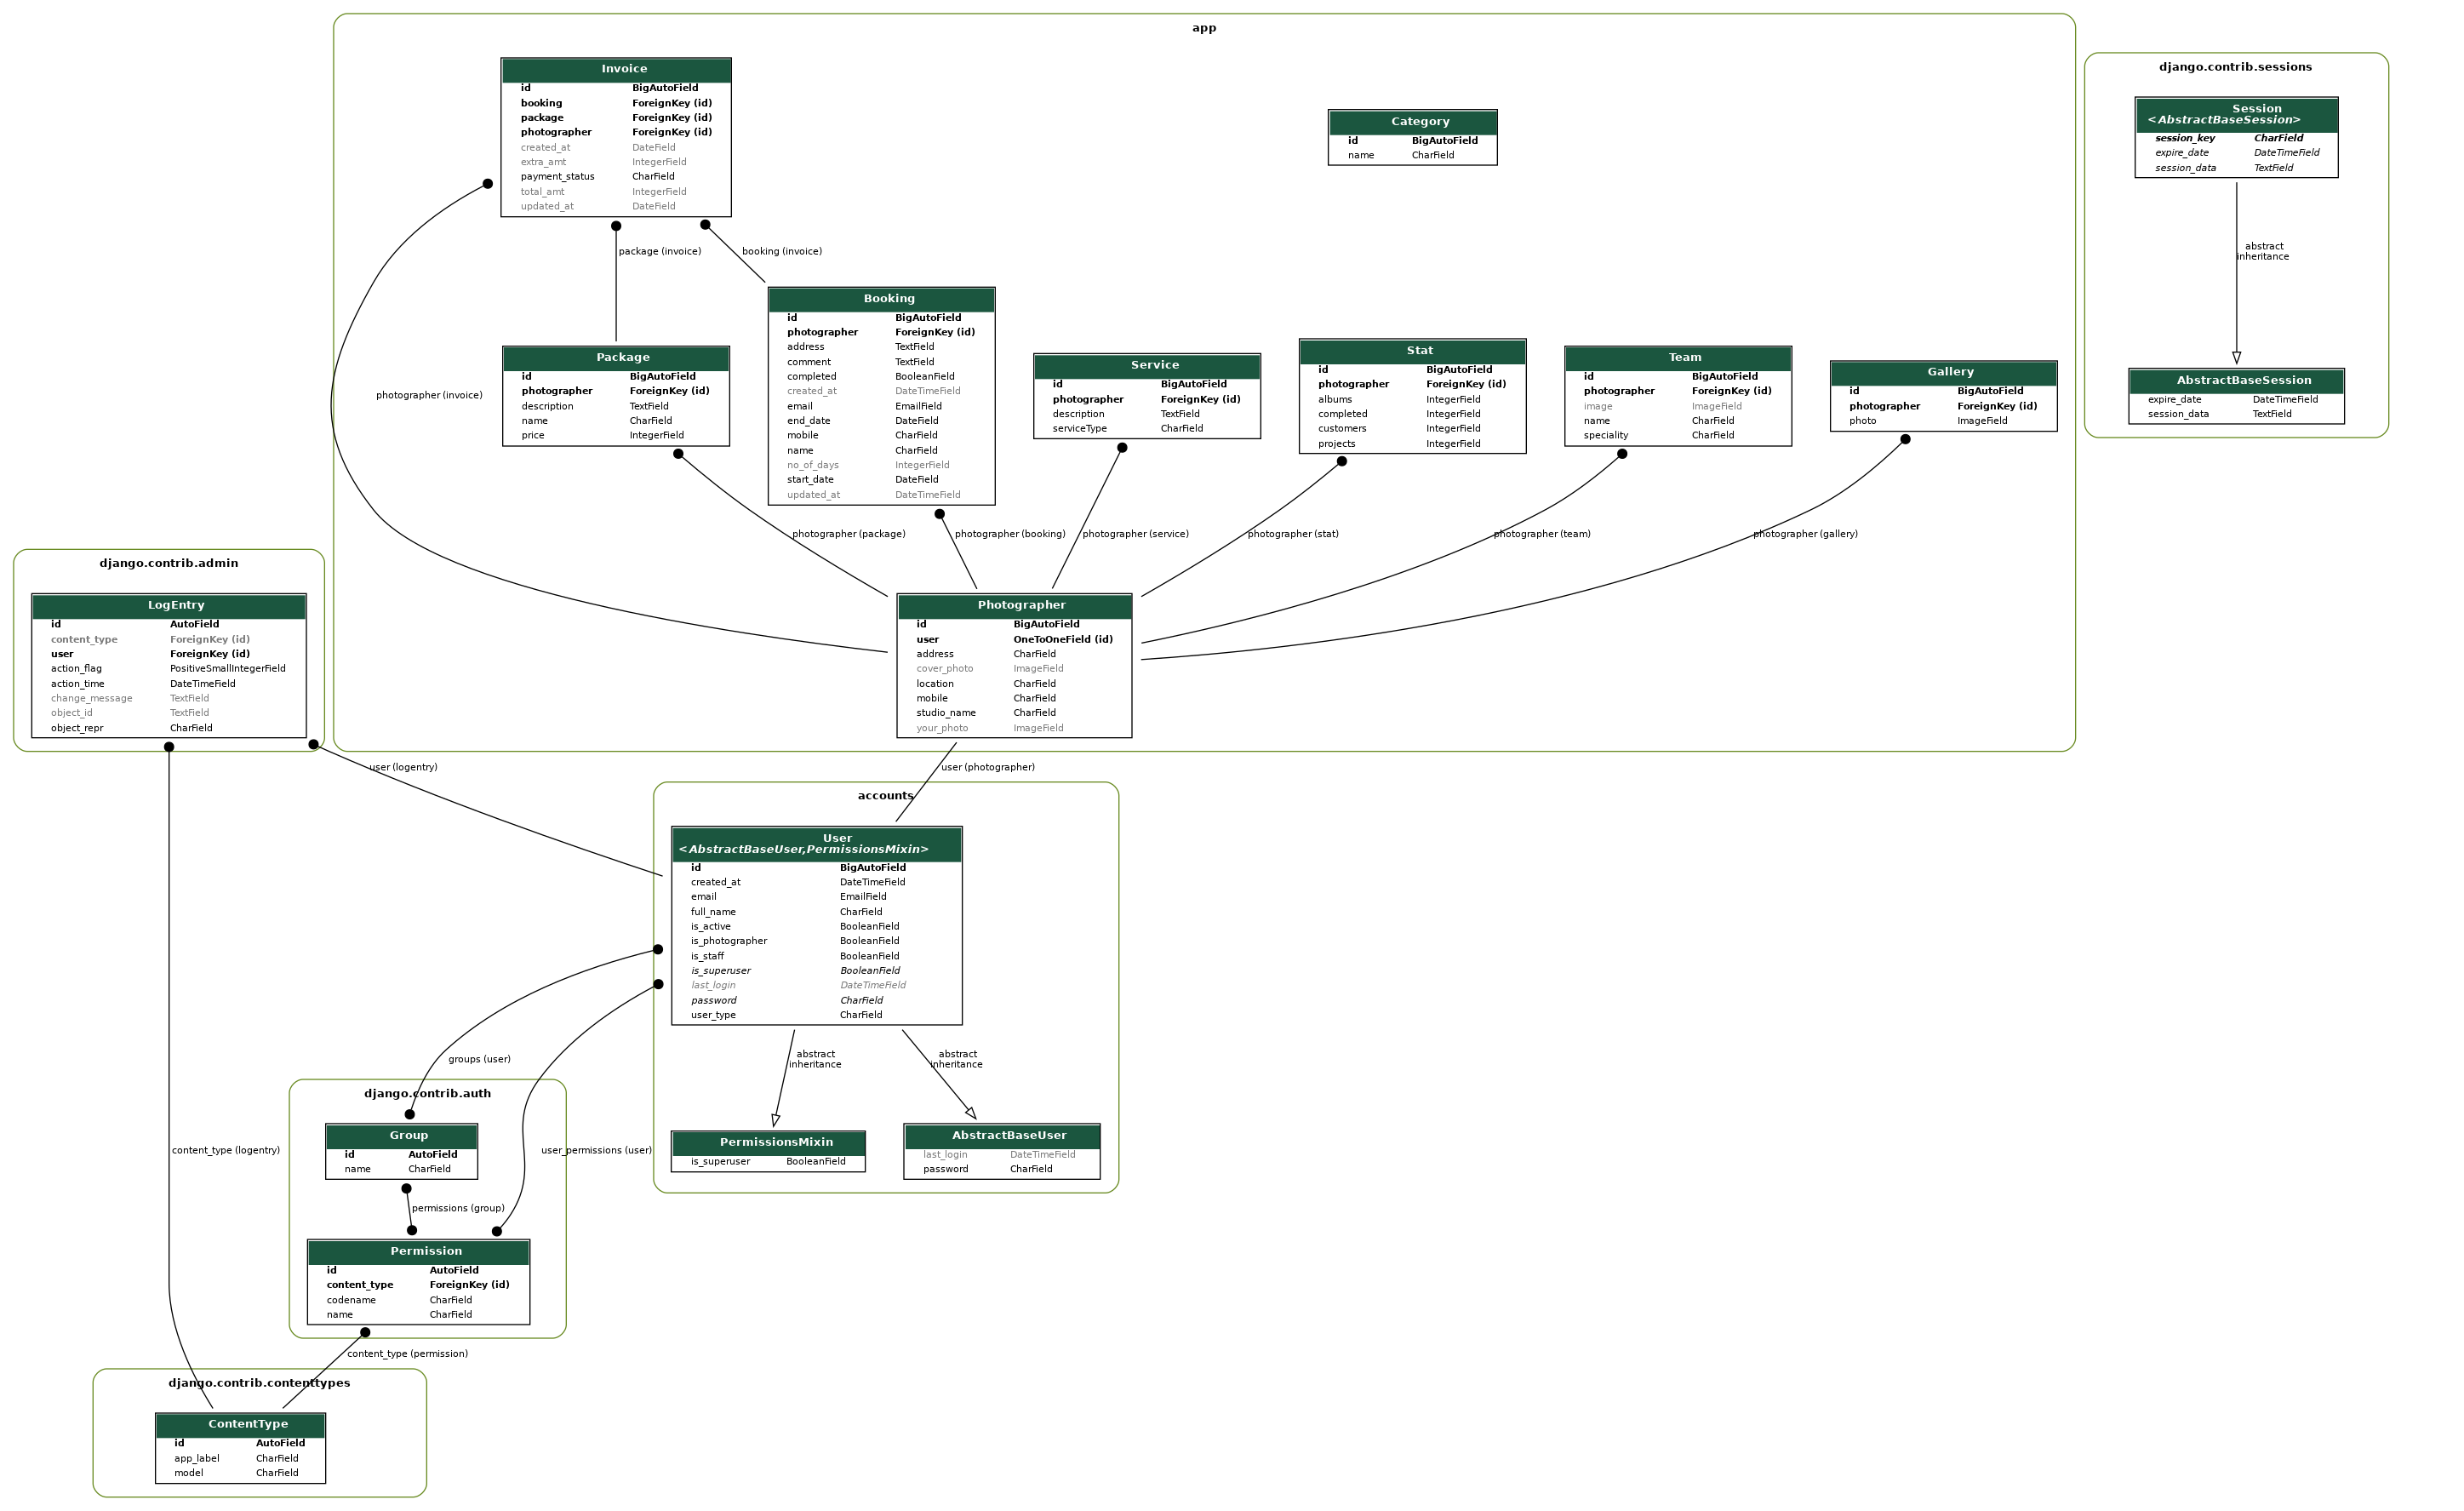 app
Invoice
id BigAutoField
booking ForeignKey (id)
package ForeignKey (id)
photographer ForeignKey (id)
created_at DateField
extra_amt IntegerField
payment_status CharField
total_amt IntegerField
updated_at DateField
Category
id BigAutoField
name CharField
django.contrib.sessions
Session
<AbstractBaseSession>
session_key CharField
expire_date DateTimeField
session_data TextField
package (invoice)
booking (invoice)
abstract
inheritance
photographer (invoice)
Package
id BigAutoField
photographer ForeignKey (id)
description TextField
name CharField
price IntegerField
Booking
id BigAutoField
photographer ForeignKey (id)
address TextField
comment TextField
completed BooleanField
created_at DateTimeField
email EmailField
end_date DateField
mobile CharField
name CharField
no_of_days IntegerField
start_date DateField
updated_at DateTimeField
Service
id BigAutoField
photographer ForeignKey (id)
description TextField
serviceType CharField
Stat
id BigAutoField
photographer ForeignKey (id)
albums IntegerField
completed IntegerField
customers IntegerField
projects IntegerField
Team
id BigAutoField
photographer ForeignKey (id)
image ImageField
name CharField
speciality CharField
Gallery
id BigAutoField
photographer ForeignKey (id)
photo ImageField
AbstractBaseSession
expire_date DateTimeField
session_data TextField
photographer (package)
photographer (booking)
photographer (service)
photographer (stat)
photographer (team)
photographer (gallery)
django.contrib.admin
LogEntry
id AutoField
content_type ForeignKey (id)
user ForeignKey (id)
action_flag PositiveSmallIntegerField
action_time DateTimeField
change_message TextField
object_id TextField
object_repr CharField
Photographer
id BigAutoField
user OneToOneField (id)
address CharField
cover_photo ImageField
location CharField
mobile CharField
studio_name CharField
your_photo ImageField
user (logentry)
user (photographer)
accounts
User
<AbstractBaseUser,PermissionsMixin>
id BigAutoField
created_at DateTimeField
email EmailField
full_name CharField
is_active BooleanField
is_photographer BooleanField
is_staff BooleanField
is_superuser BooleanField
last_login DateTimeField
password CharField
user_type CharField
groups (user)
abstract
inheritance
abstract
inheritance
django.contrib.auth
Group
id AutoField
name CharField
content_type (logentry)
user_permissions (user)
PermissionsMixin
is_superuser BooleanField
AbstractBaseUser
last_login DateTimeField
password CharField
permissions (group)
Permission
id AutoField
content_type ForeignKey (id)
codename CharField
name CharField
content_type (permission)
django.contrib.contenttypes
ContentType
id AutoField
app_label CharField
model CharField